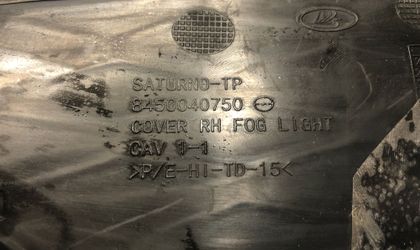 SATURNO-TP
8450040750
COVER RH FOG LIGHT
CAV 1-1
>P/E-HI-TD-15<